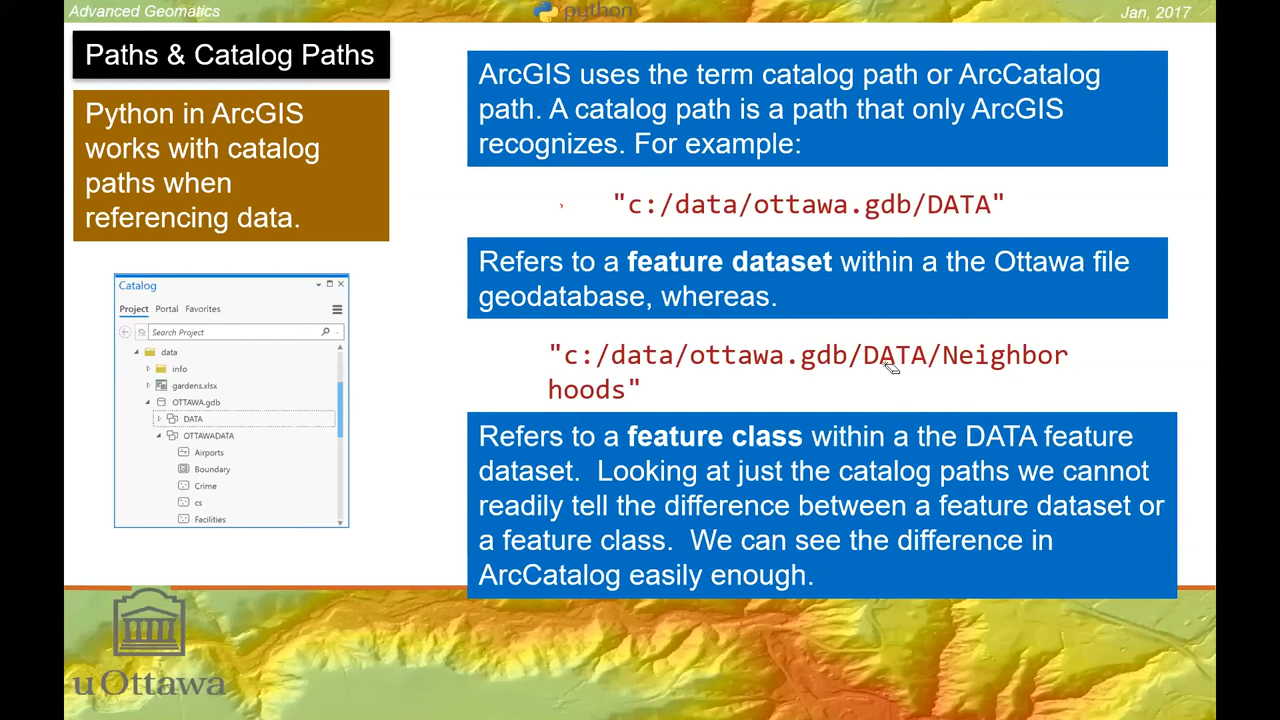 Advanced Geomatics
python
Jan, 2017
Paths & Catalog Paths
Python in ArcGIS
works with catalog
paths when
referencing data.
Catalog
Project Portal Favorites
Search Project
data
info
gardens.xlsx
OTTAWA.gdb
DATA
OTTAWADATA
Airports
Boundary
Crime
cs
Facilities
ArcGIS uses the term catalog path or ArcCatalog
path. A catalog path is a path that only ArcGIS
recognizes. For example:
"c:/data/ottawa.gdb/DATA"
Refers to a feature dataset within a the Ottawa file
geodatabase, whereas.
"c:/data/ottawa.gdb/DATA/Neighbor
hoods"
Refers to a feature class within a the DATA feature
dataset.  Looking at just the catalog paths we cannot
readily tell the difference between a feature dataset or
a feature class.  We can see the difference in
ArcCatalog easily enough.
uOttawa